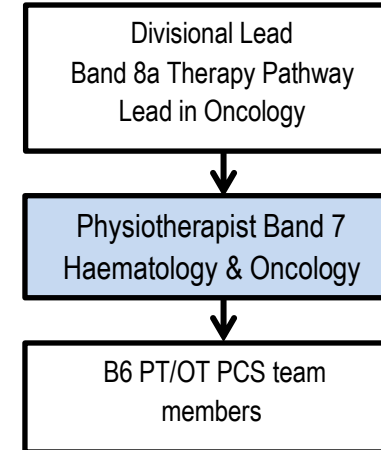 Divisional Lead
Band 8a Therapy Pathway
Lead in Oncology
Physiotherapist Band 7
Haematology & Oncology
B6 PT/OT PCS team
members